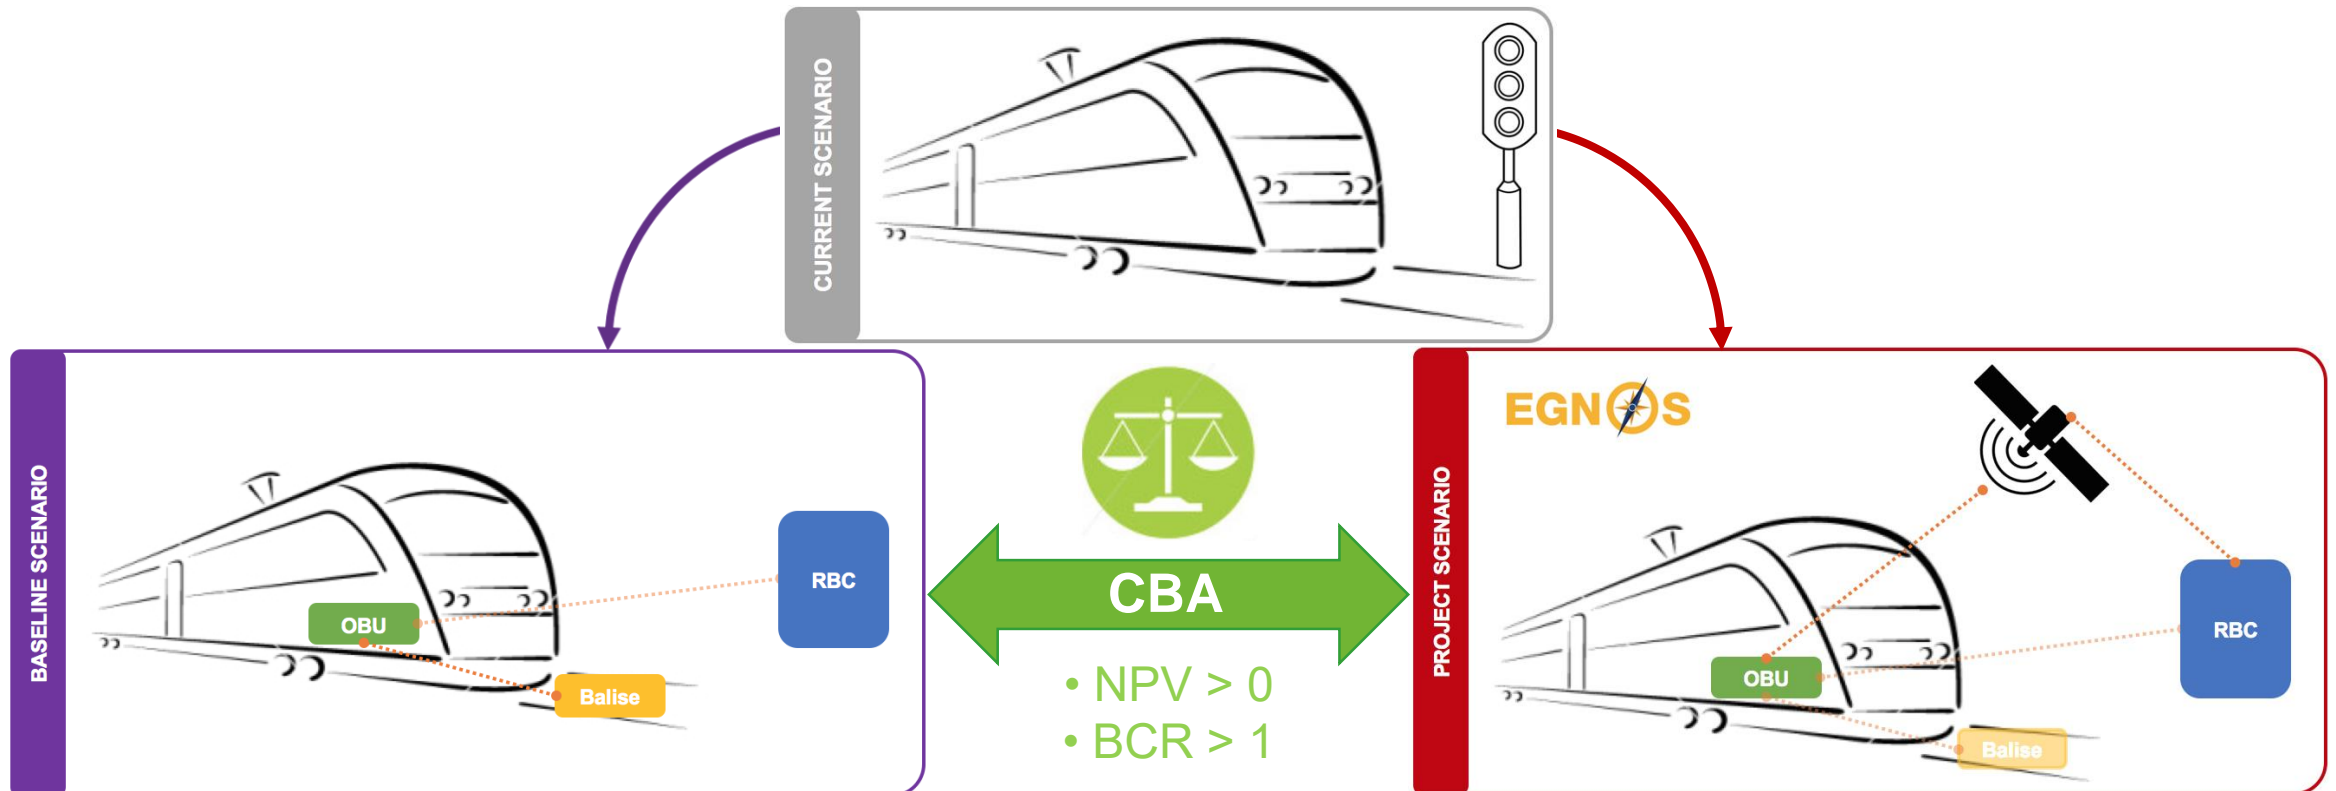 CURRENT SCENARIO
BASELINE SCENARIO
OBU
RBC
Balise
CBA
• NPV > 0
• BCR > 1
PROJECT SCENARIO
EGNOS
OBU
RBC
Balise